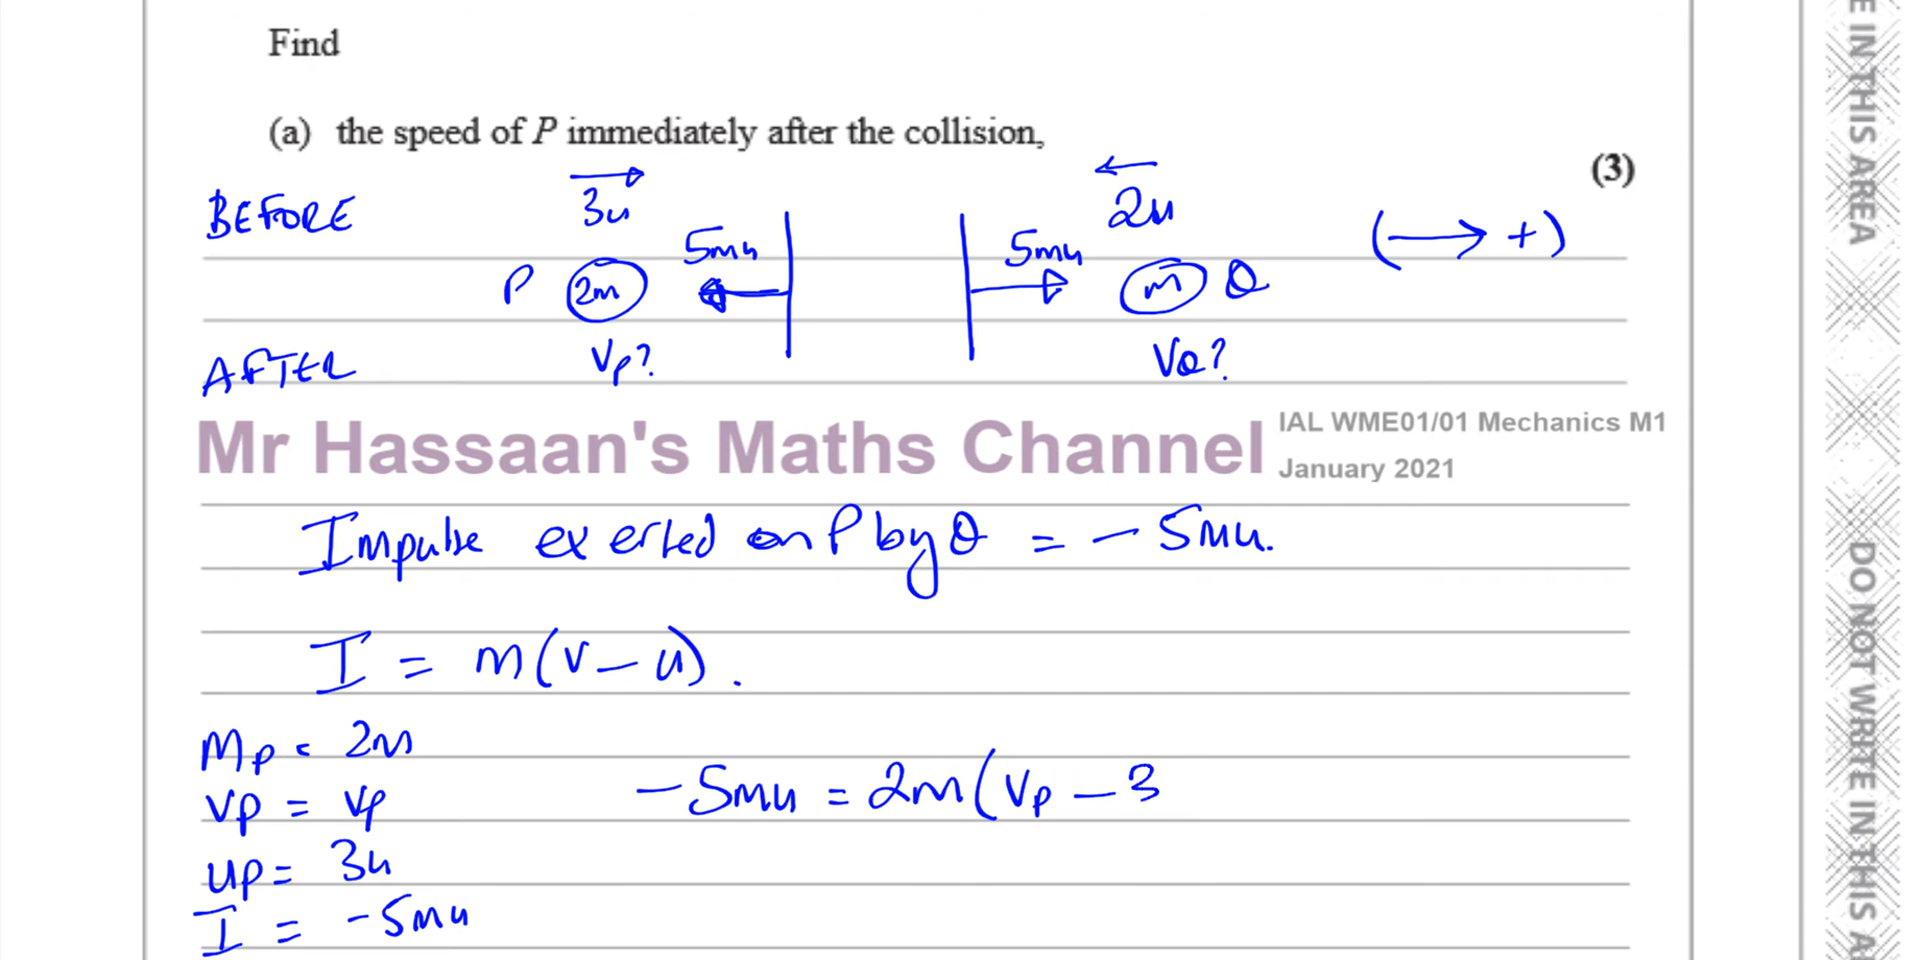 Find
(a) the speed of P immediately after the collision,
(3)
BEFORE 3u 2u
5mu 5mu (→ +)
P 2m m Q
AFTER Vp? VQ?
Mr Hassaan's Maths Channel
IAL WME01/01 Mechanics M1
January 2021
Impulse exerted on P by Q = - 5mu.
I = m(v - u).
Mp = 2m
Vp = Vp
-5mu = 2m(Vp - 3
up = 3u
I = -5mu
E IN THIS AREA
DO NOT WRITE IN THIS A